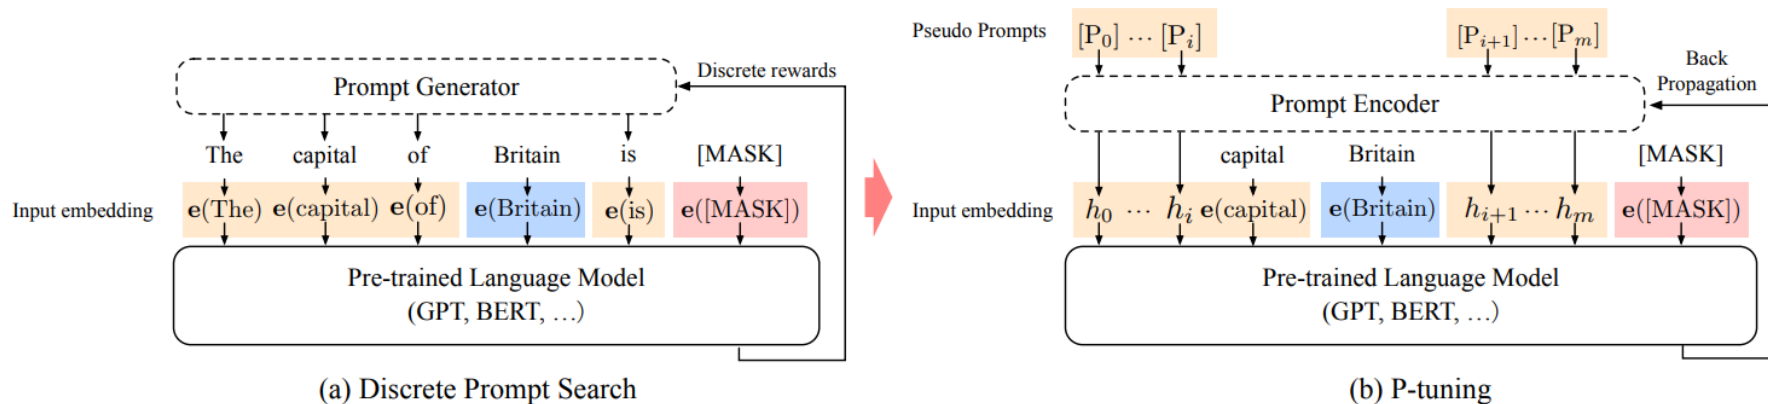 Prompt Generator
Discrete rewards
The capital of Britain is [MASK]
Input embedding e(The) e(capital) e(of) e(Britain) e(is) e([MASK])
Pre-trained Language Model
(GPT, BERT, …)
(a) Discrete Prompt Search
Pseudo Prompts [P₀] ⋯ [Pᵢ] [Pᵢ₊₁] ⋯ [Pₘ]
Back
Propagation
Prompt Encoder
capital Britain [MASK]
Input embedding h₀ ⋯ hᵢ e(capital) e(Britain) hᵢ₊₁ ⋯ hₘ e([MASK])
Pre-trained Language Model
(GPT, BERT, …)
(b) P-tuning